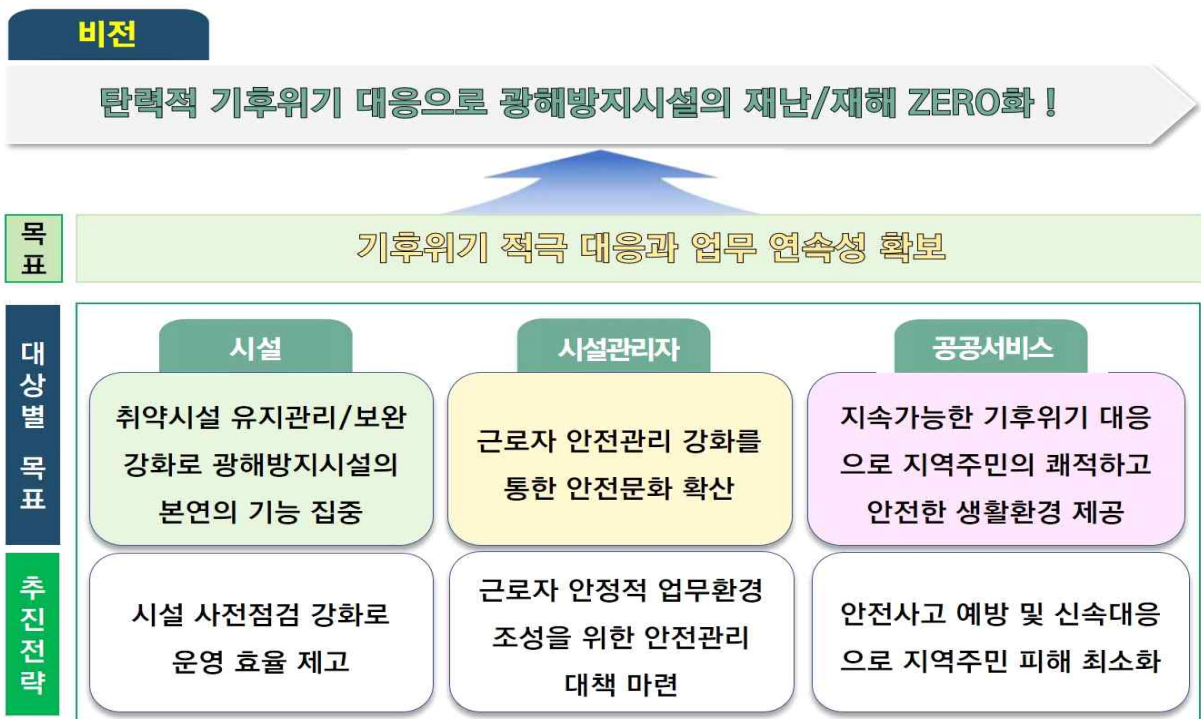 비전
탄력적 기후위기 대응으로 광해방지시설의 재난/재해 ZERO화 !
목
표
기후위기 적극 대응과 업무 연속성 확보
대
상
별
목
표
시설
취약시설 유지관리/보완
강화로 광해방지시설의
본연의 기능 집중
시설관리자
근로자 안전관리 강화를
통한 안전문화 확산
공공서비스
지속가능한 기후위기 대응
으로 지역주민의 쾌적하고
안전한 생활환경 제공
추
진
전
략
시설 사전점검 강화로
운영 효율 제고
근로자 안정적 업무환경
조성을 위한 안전관리
대책 마련
안전사고 예방 및 신속대응
으로 지역주민 피해 최소화